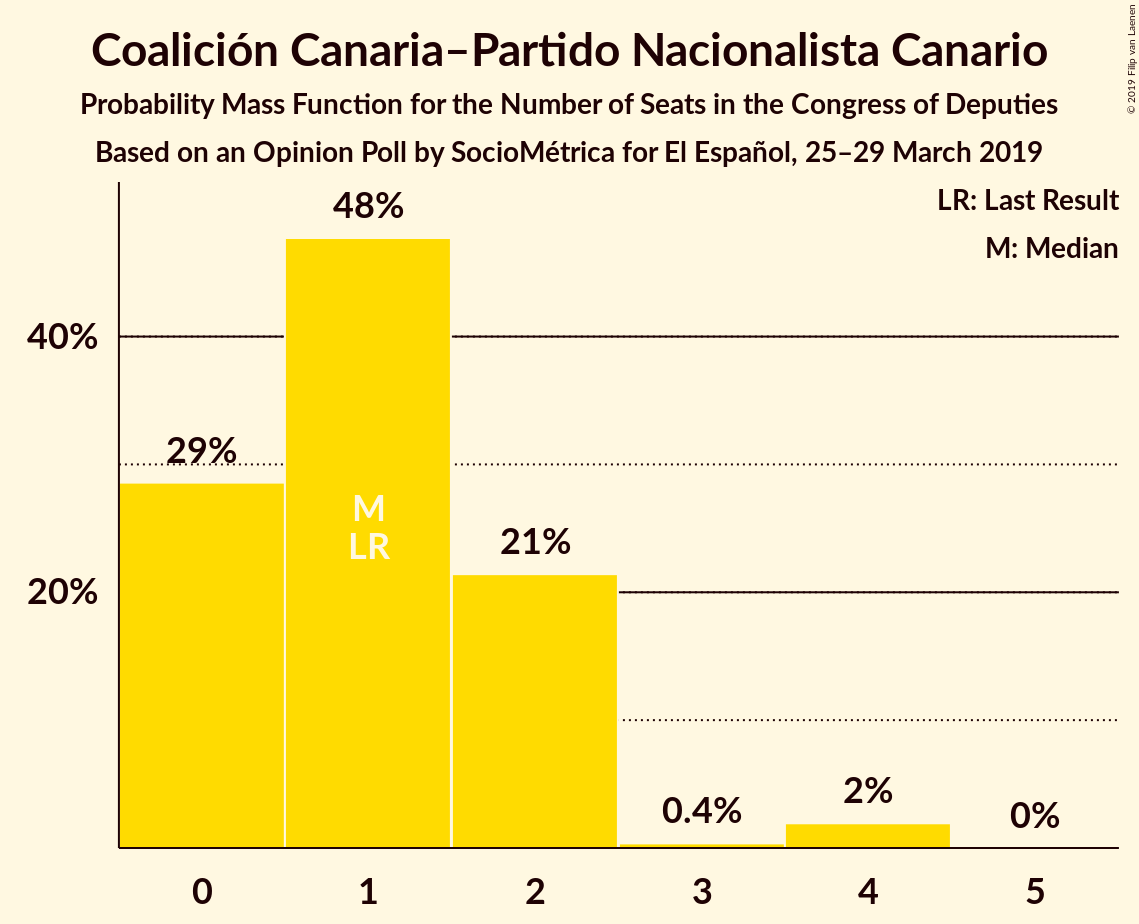 Coalición Canaria–Partido Nacionalista Canario
Probability Mass Function for the Number of Seats in the Congress of Deputies
Based on an Opinion Poll by SocioMétrica for El Español, 25–29 March 2019
© 2019 Filip van Laenen
LR: Last Result
M: Median
48%
40%
29%
M
LR
21%
20%
0.4%
2%
0%
0 1 2 3 4 5